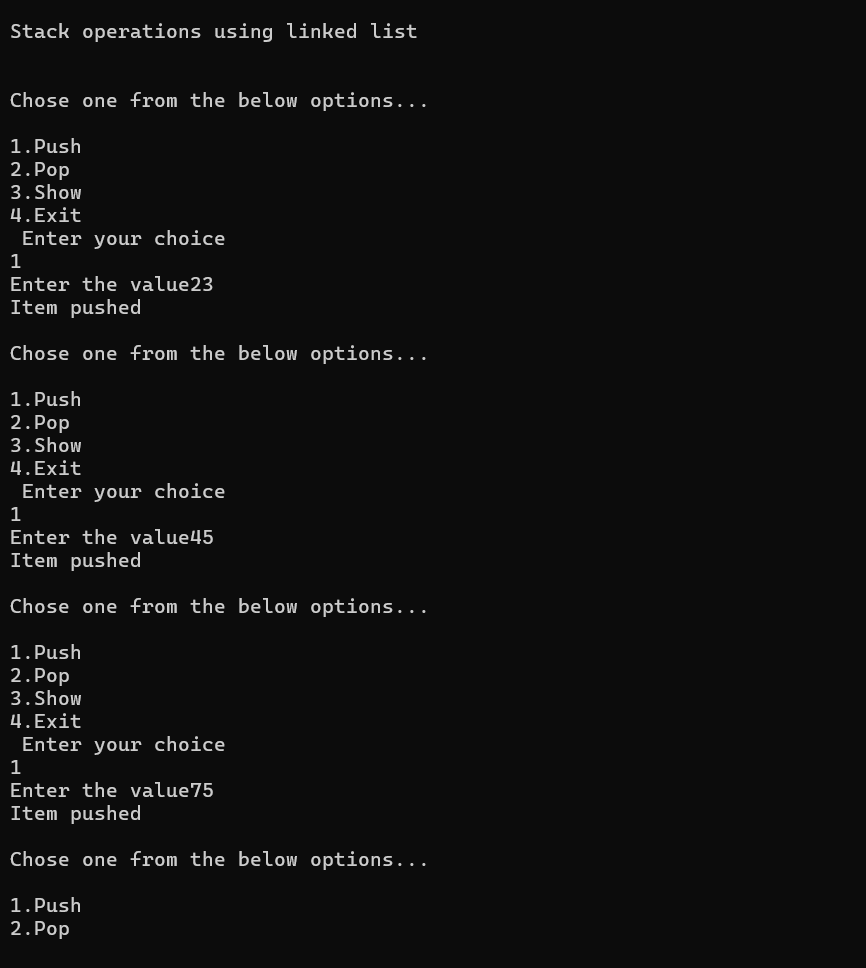 Stack operations using linked list
Chose one from the below options...
1.Push
2.Pop
3.Show
4.Exit
 Enter your choice
1
Enter the value23
Item pushed
Chose one from the below options...
1.Push
2.Pop
3.Show
4.Exit
 Enter your choice
1
Enter the value45
Item pushed
Chose one from the below options...
1.Push
2.Pop
3.Show
4.Exit
 Enter your choice
1
Enter the value75
Item pushed
Chose one from the below options...
1.Push
2.Pop